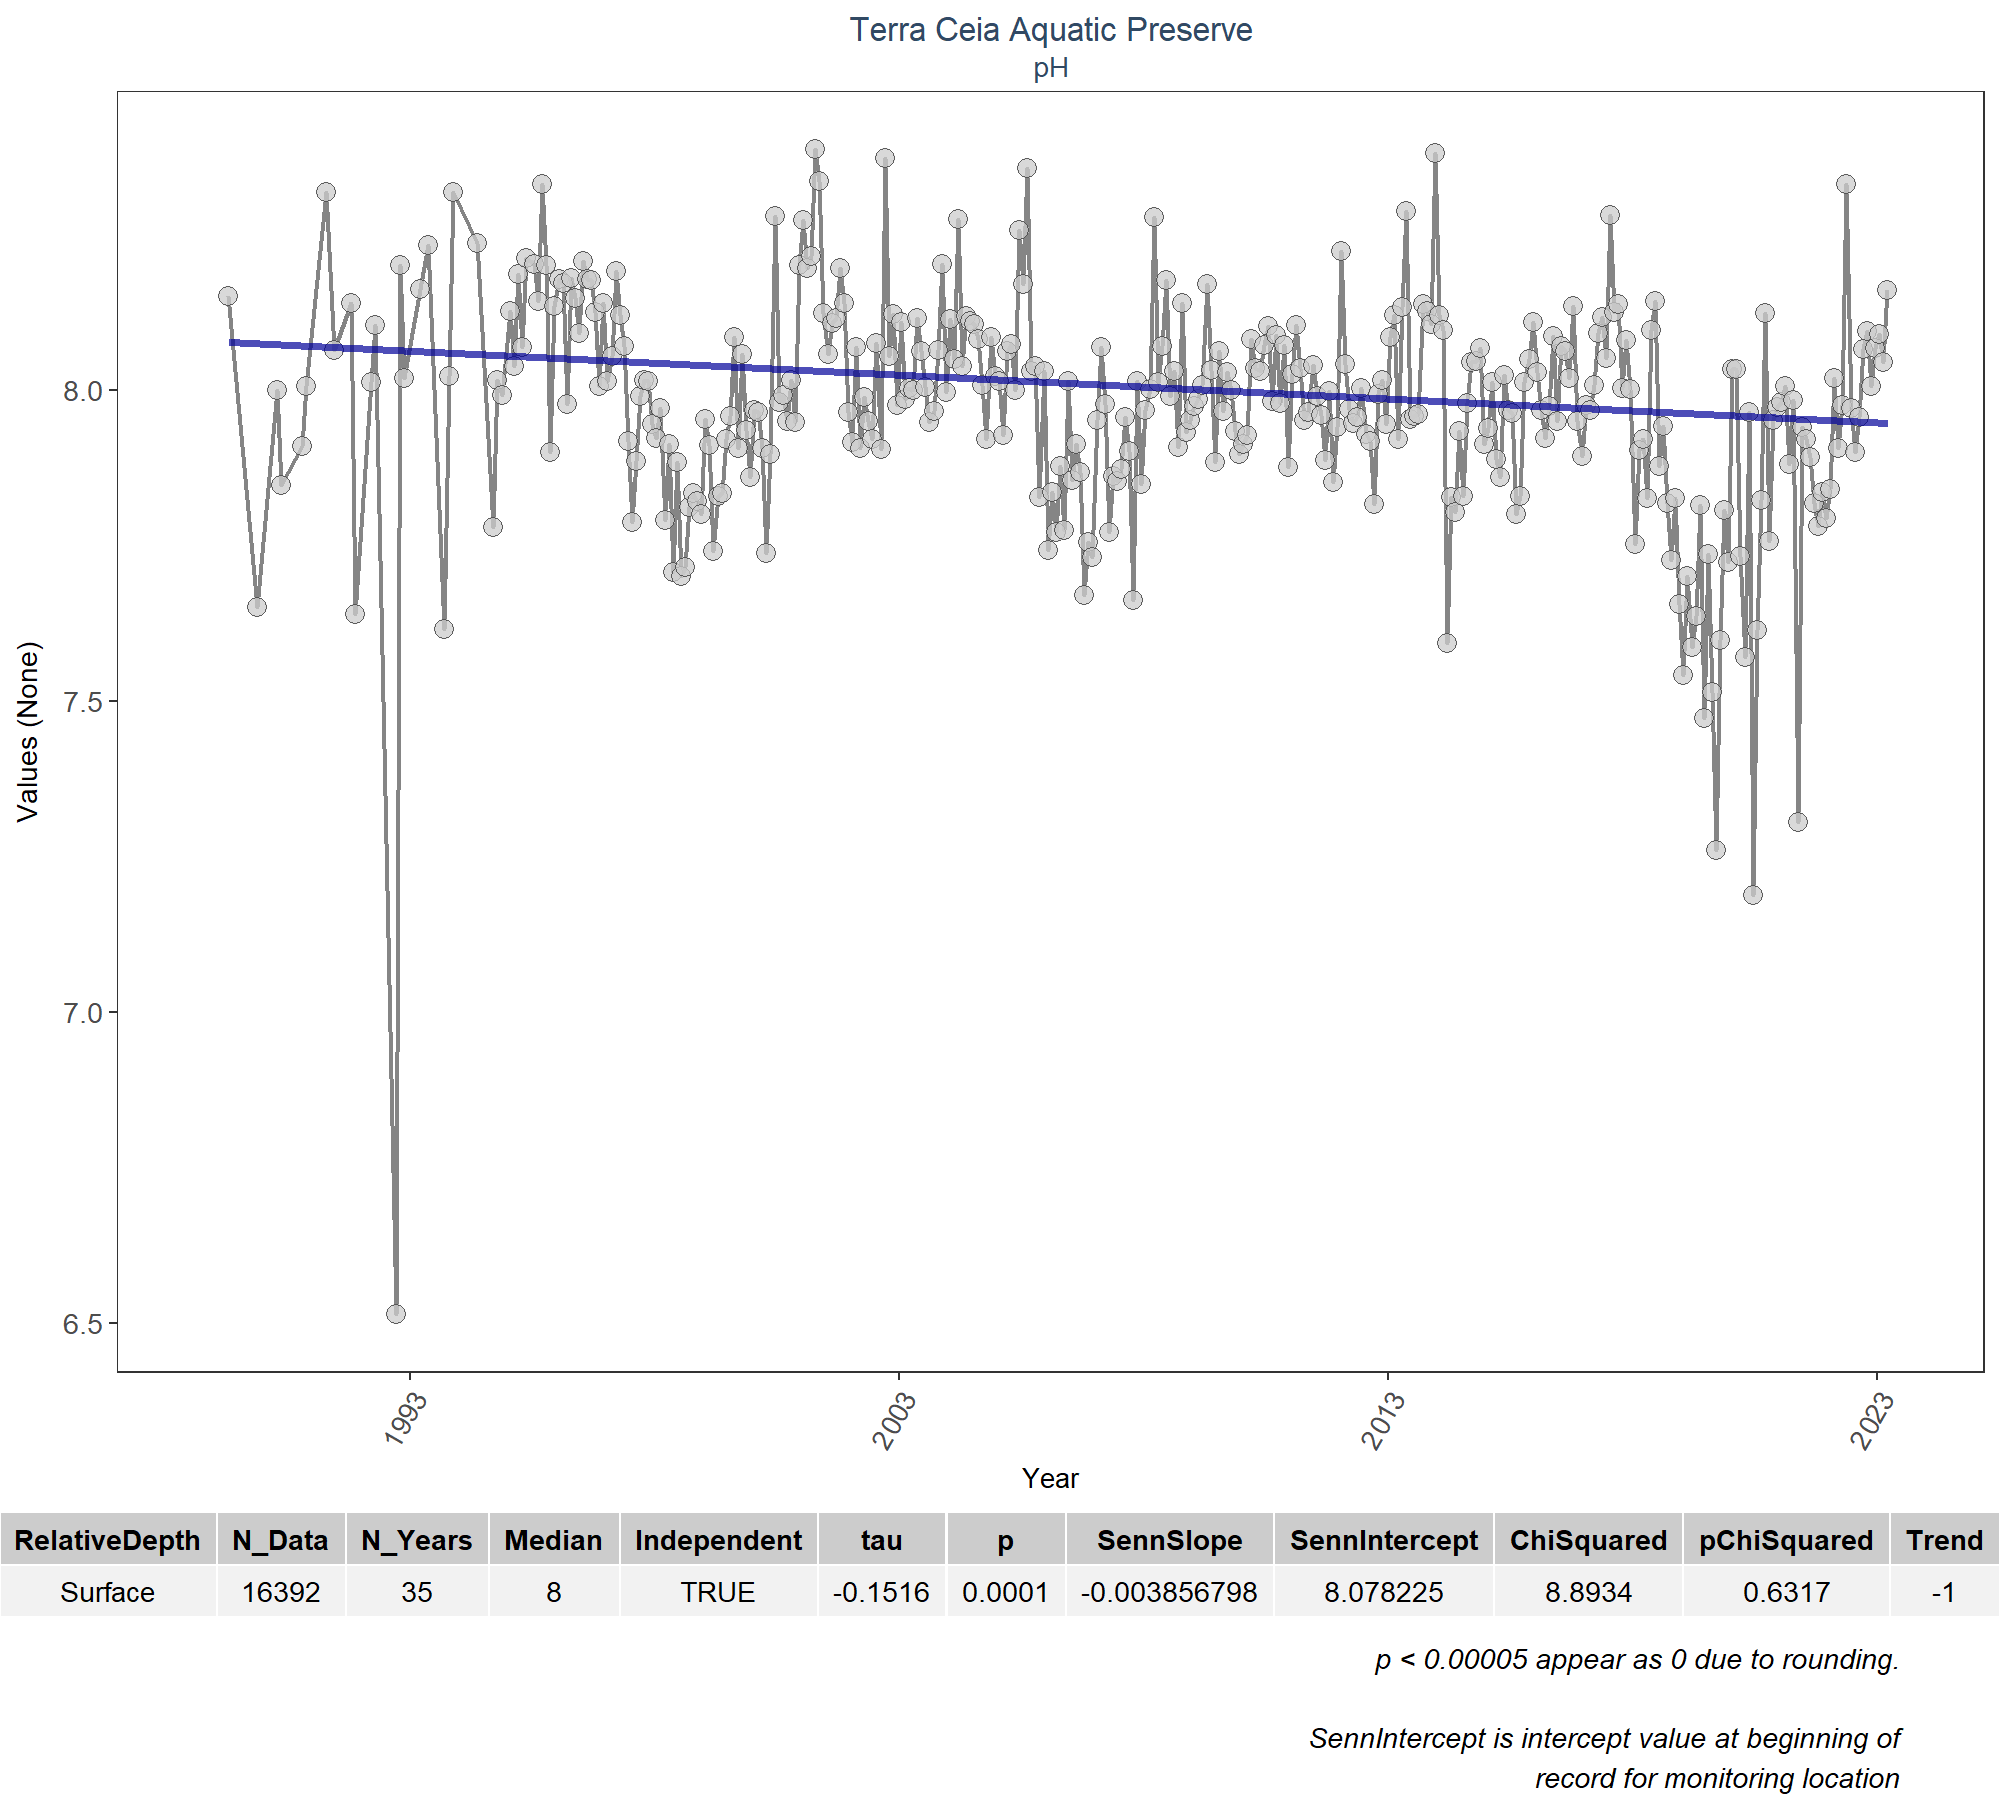 Terra Ceia Aquatic Preserve
pH
Values (None)
8.0
7.5
7.0
6.5
1993
2003
2013
2023
Year
RelativeDepth N_Data N_Years Median Independent tau p SennSlope SennIntercept ChiSquared pChiSquared Trend
Surface 16392 35 8 TRUE -0.1516 0.0001 -0.003856798 8.078225 8.8934 0.6317 -1
p < 0.00005 appear as 0 due to rounding.
SennIntercept is intercept value at beginning of
record for monitoring location